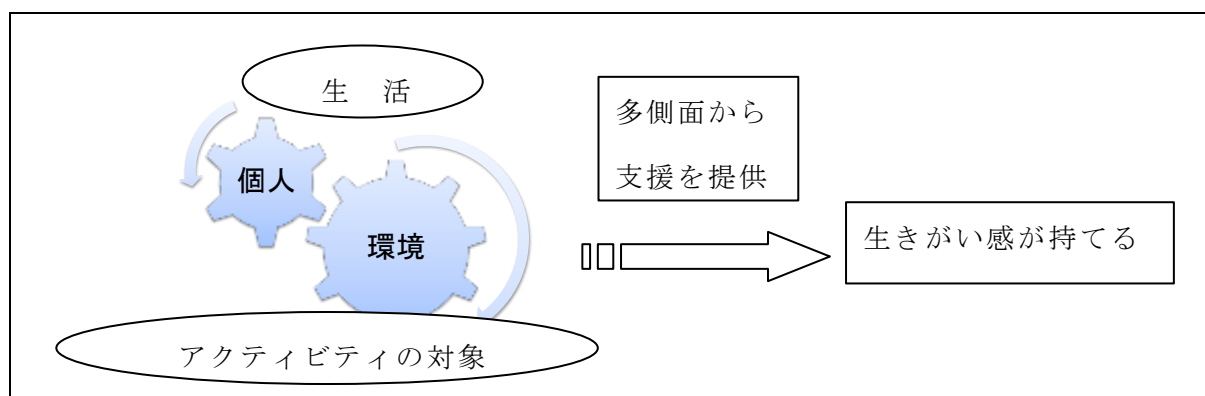 生　活
個人
環境
アクティビティの対象
多側面から
支援を提供
生きがい感が持てる